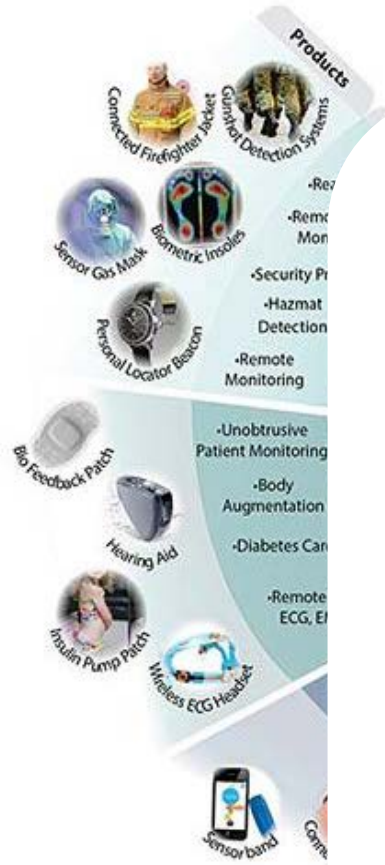 Products
Connected Firefighter Jacket
Gunshot Detection Systems
Sensor Gas Mask
Biometric Insoles
Personal Locator Beacon
•Security
•Hazmat
Detection
•Remote
Monitoring
Bio Feedback Patch
Hearing Aid
Insulin Pump Patch
Wireless ECG Headset
•Unobtrusive
Patient Monitoring
•Body
Augmentation
•Diabetes
•Remote
ECG,
Sensor band